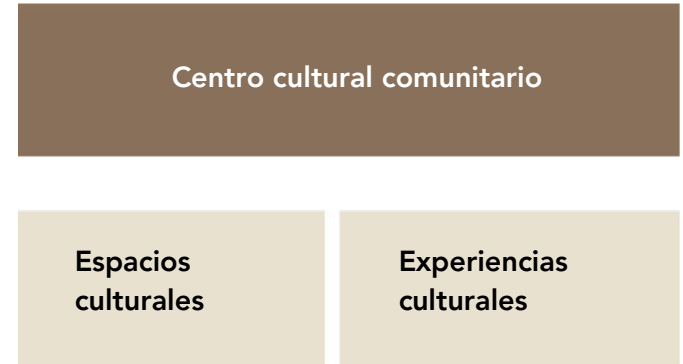 Centro cultural comunitario
Espacios
culturales
Experiencias
culturales